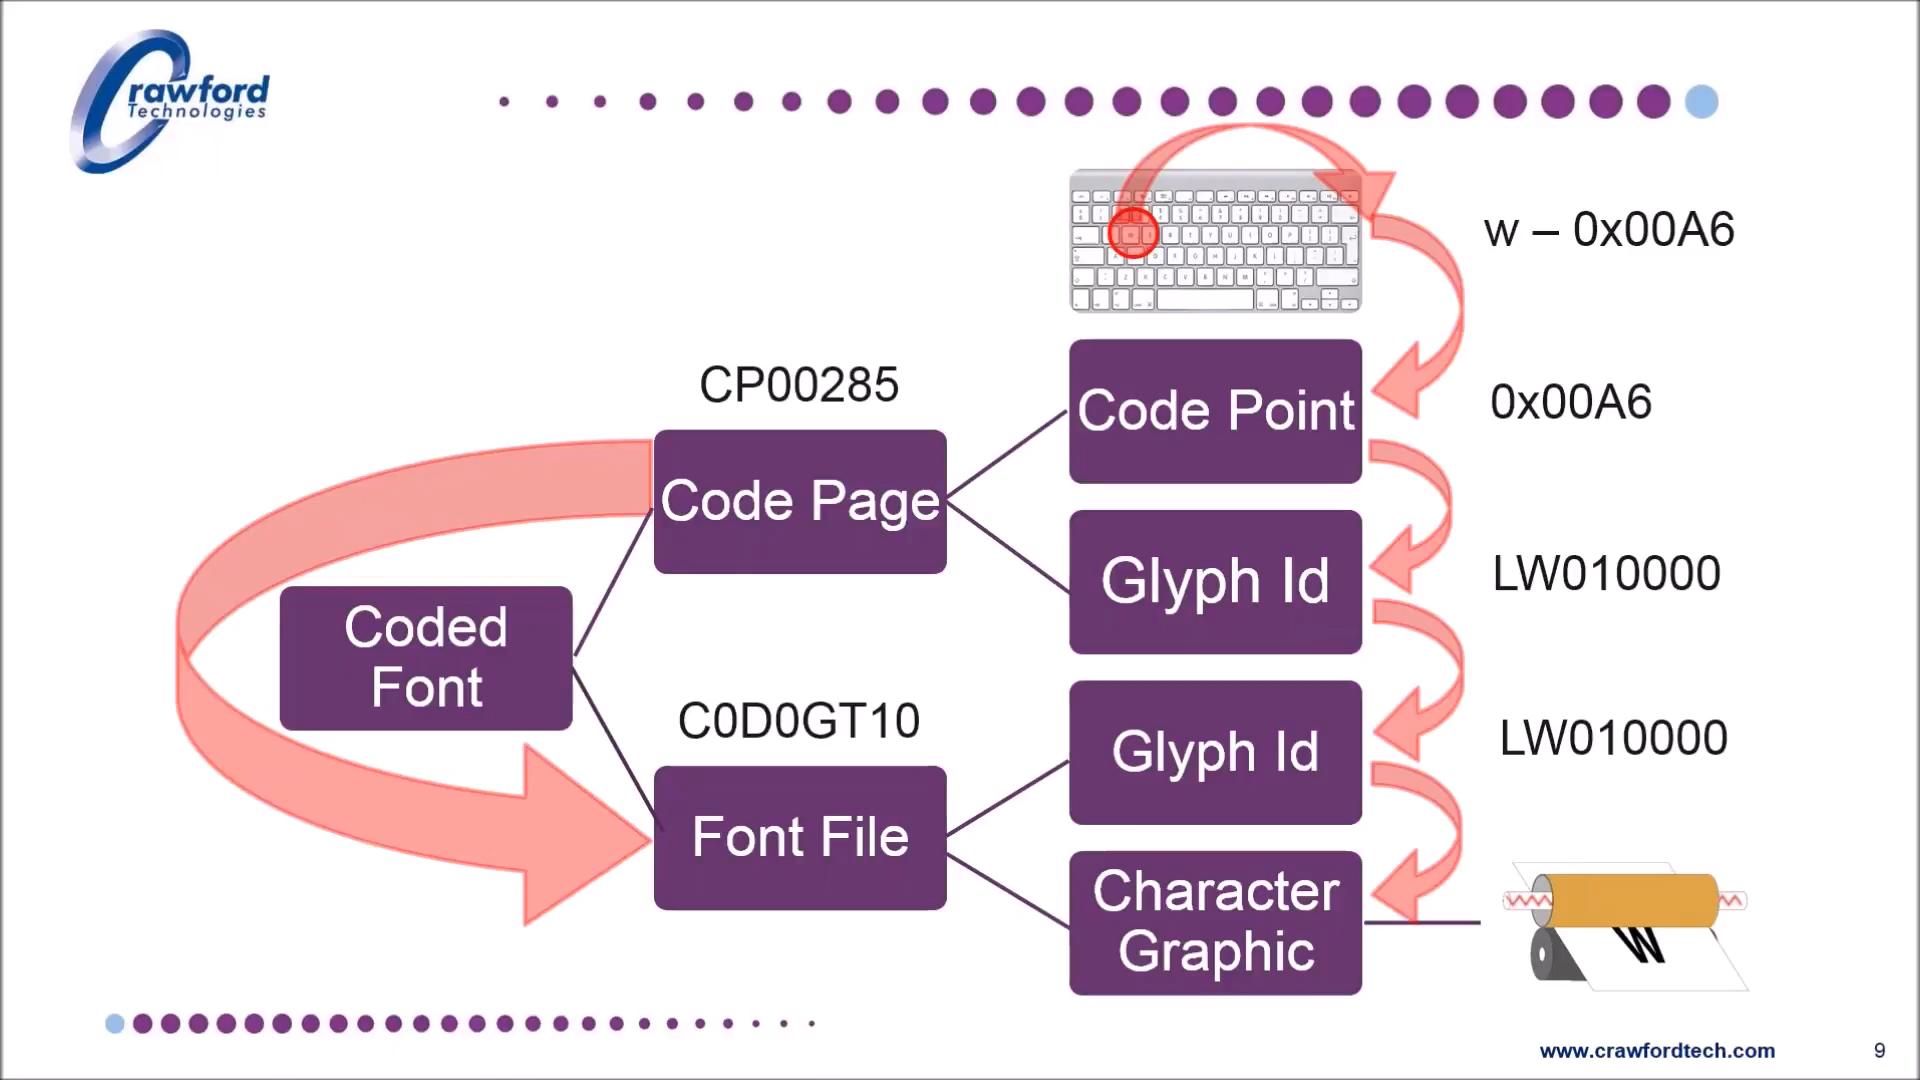 Crawford
Technologies
w – 0x00A6
CP00285
Code Point
0x00A6
Code Page
Glyph Id
LW010000
Coded
Font
C0D0GT10
Glyph Id
LW010000
Font File
Character
Graphic
W
www.crawfordtech.com
9